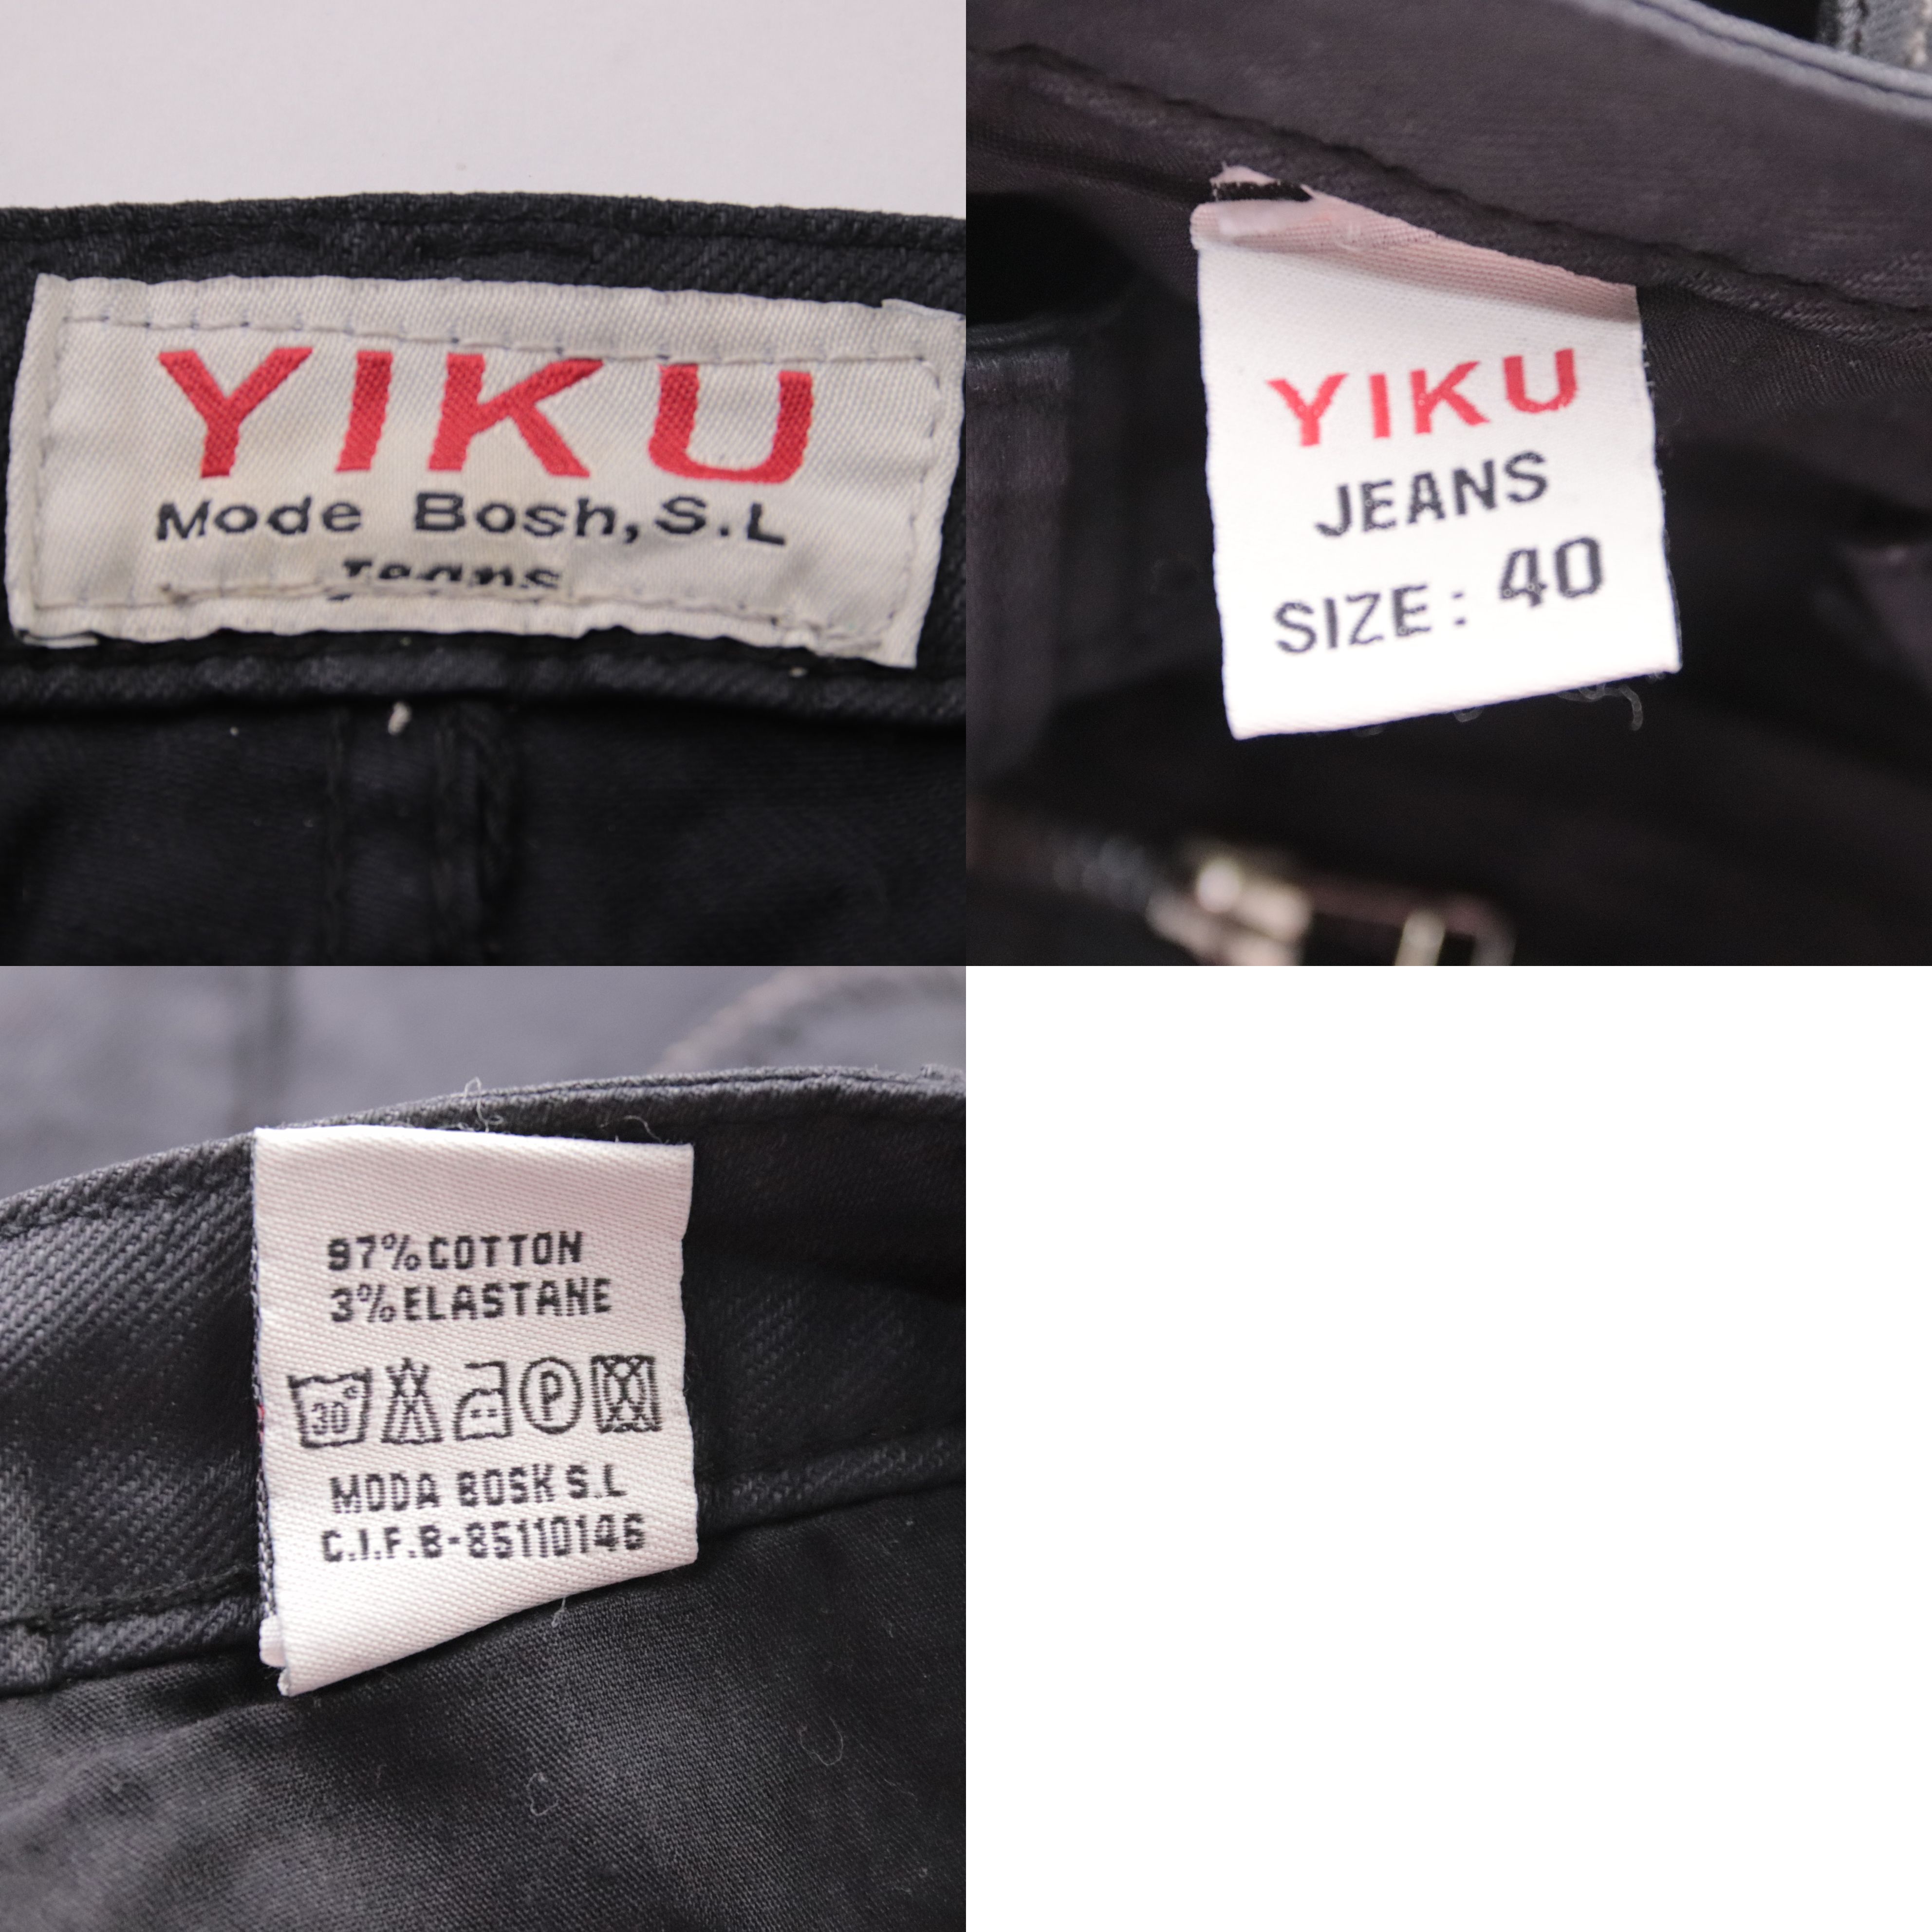 YIKU
Mode Bosh, S.L
Jeans
YIKU
JEANS
SIZE: 40
97% COTTON
3% ELASTANE
30°
P
MODA BOSK S.L
C.I.F.B-85110146